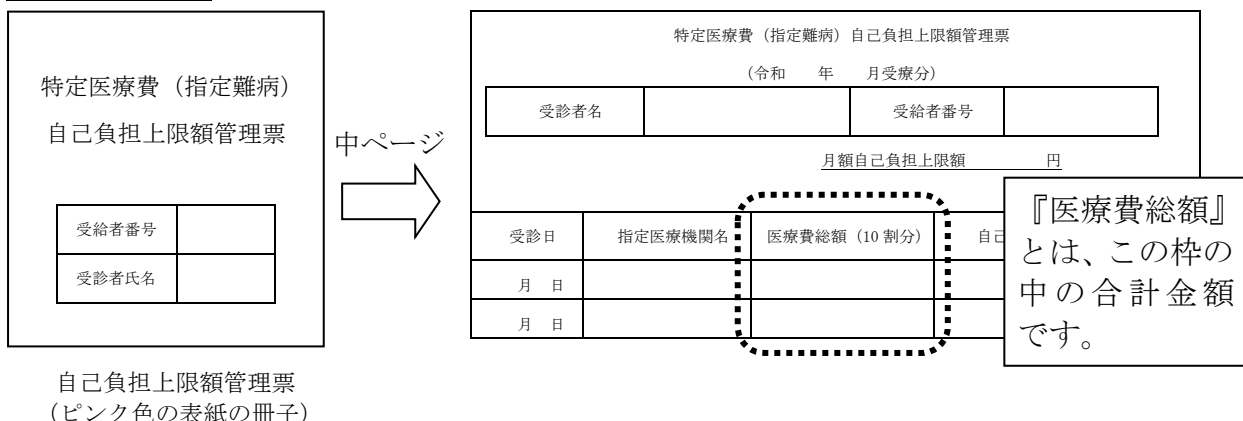 特定医療費（指定難病）
自己負担上限額管理票
受給者番号
受診者氏名
自己負担上限額管理票
（ピンク色の表紙の冊子）
中ページ
特定医療費（指定難病）自己負担上限額管理票
（令和　年　月受療分）
受診者名　受給者番号
月額自己負担上限額　円
受診日　指定医療機関名　医療費総額（10 割分）　自己
月　日
月　日
『医療費総額』
とは、この枠の
中の合計金額
です。